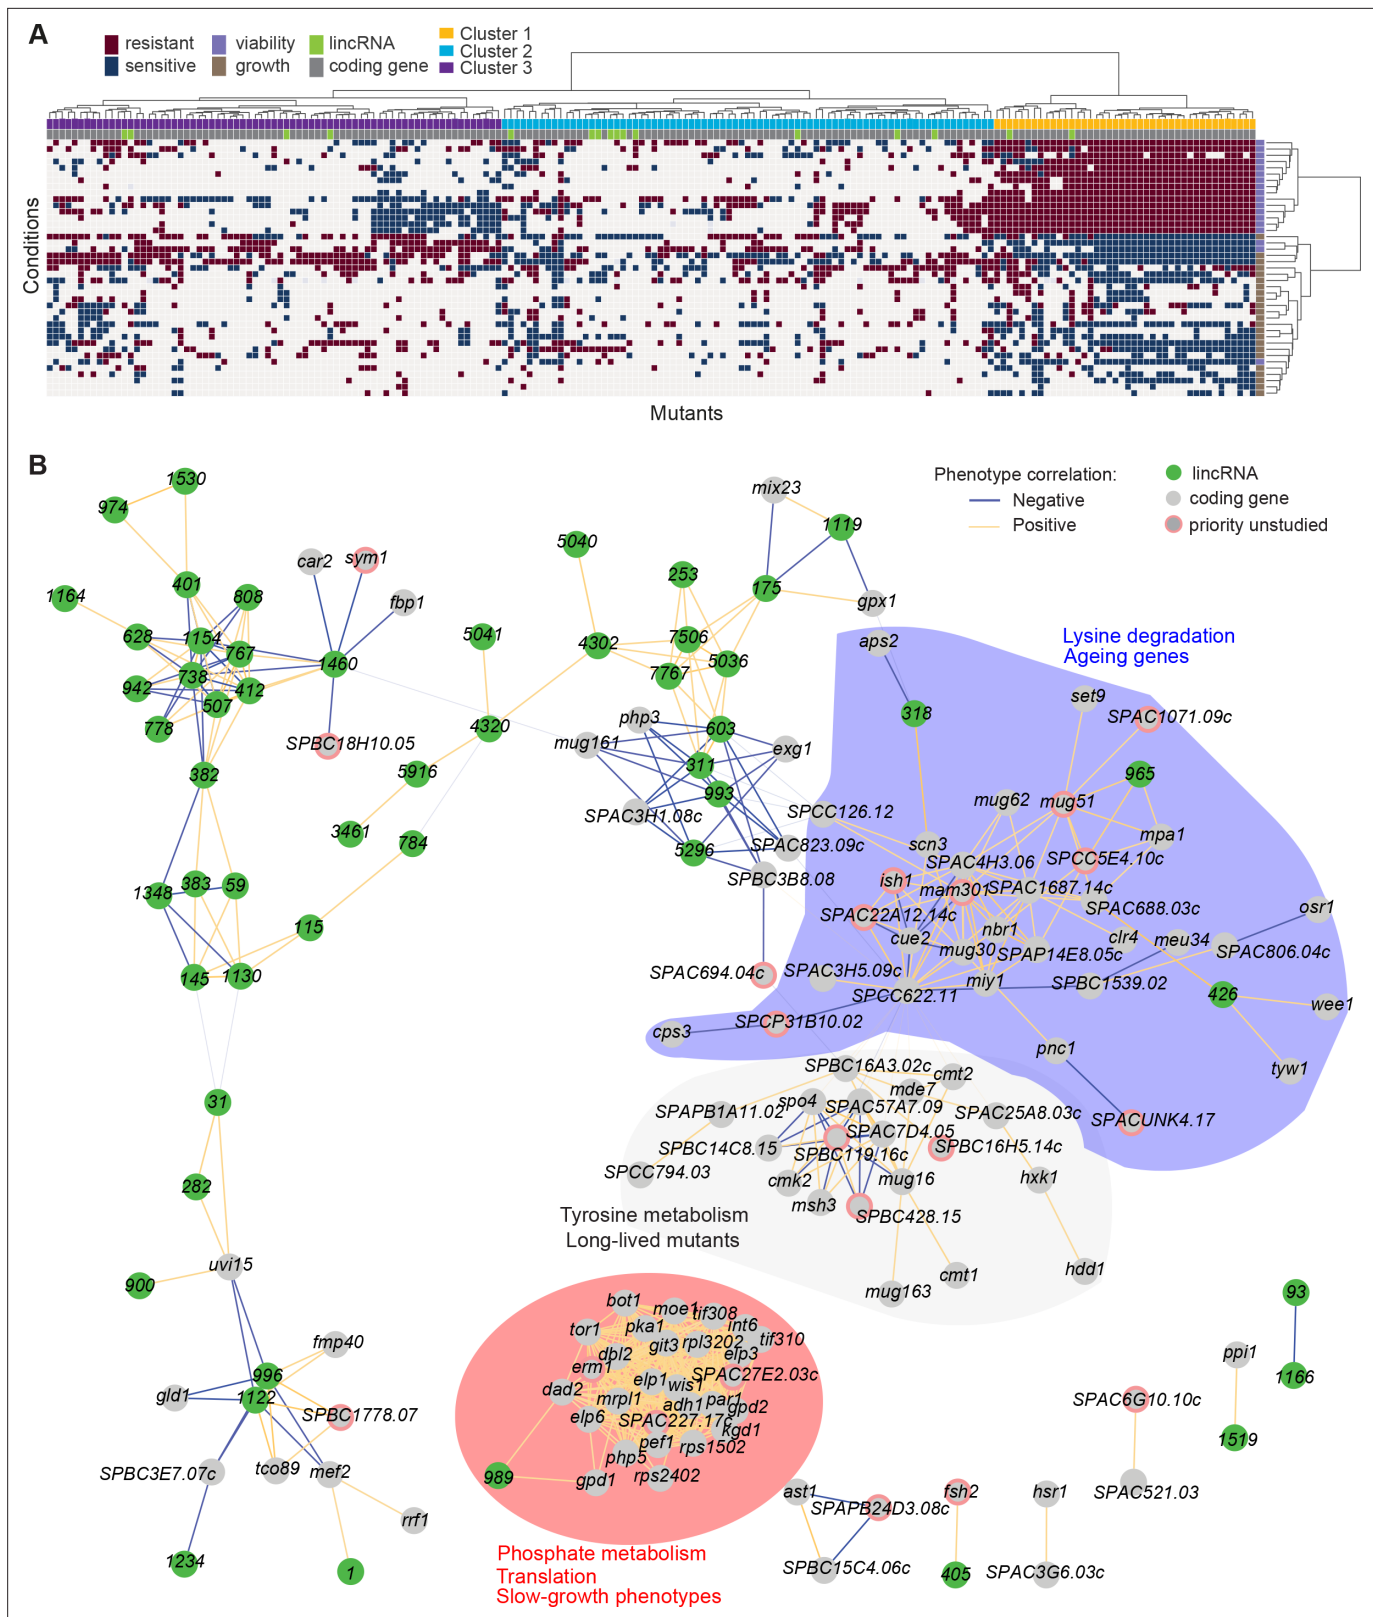 A
resistant
sensitive
viability
growth
lincRNA
coding gene
Cluster 1
Cluster 2
Cluster 3
Conditions
Mutants
B
Phenotype correlation:
Negative
Positive
lincRNA
coding gene
priority unstudied
1530
974
mix23
1119
5040
car2
sym1
401
808
1164
fbp1
253
175
gpx1
628
1154
767
1460
5041
4302
7506
5036
7767
aps2
Lysine degradation
Ageing genes
738
942
412
507
778
SPBC18H10.05
4320
php3
603
mug161
exg1
318
set9
SPAC1071.09c
382
5916
311
993
965
SPAC3H1.08c
SPCC126.12
mug62
mug51
mpa1
3461
784
5296
SPAC823.09c
scn3
SPAC4H3.06
SPCC5E4.10c
SPBC3B8.08
1348
383
59
ish1
mam301
SPAC1687.14c
SPAC688.03c
osr1
115
SPAC22A12.14c
cue2
nbr1
clr4
meu34
mug30
SPAP14E8.05c
SPAC806.04c
145
1130
SPAC694.04c
SPAC3H5.09c
SPCC622.11
miy1
SPBC1539.02
426
wee1
cps3
SPCP31B10.02
pnc1
tyw1
SPBC16A3.02c
cmt2
mde7
31
SPAPB1A11.02
spo4
SPAC57A7.09
SPAC25A8.03c
SPACUNK4.17
SPAC7D4.05
SPBC14C8.15
SPBC119.16c
SPBC16H5.14c
SPCC794.03
cmk2
mug16
hxk1
282
msh3
SPBC428.15
Tyrosine metabolism
Long-lived mutants
uvi15
900
mug163
cmt1
hdd1
93
bot1
moe1
tif308
int6
tor1
pka1
git3
rpl3202
tif310
dbl2
elp3
erm1
SPAC27E2.03c
fmp40
ppi1
996
dad2
elp1
wis1
1166
gld1
1122
mrpl1
adh1
par1
gpd2
SPBC1778.07
elp6
SPAC227.17c
kgd1
SPAC6G10.10c
pef1
rps1502
1519
php5
SPBC3E7.07c
tco89
mef2
989
gpd1
rps2402
ast1
SPAPB24D3.08c
fsh2
hsr1
SPAC521.03
rrf1
1234
1
Phosphate metabolism
Translation
Slow-growth phenotypes
SPBC15C4.06c
405
SPAC3G6.03c